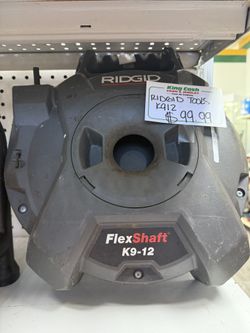 RIDGID
King Cash
RIDGID TOOLS
K912
$99.99
FlexShaft
K9-12